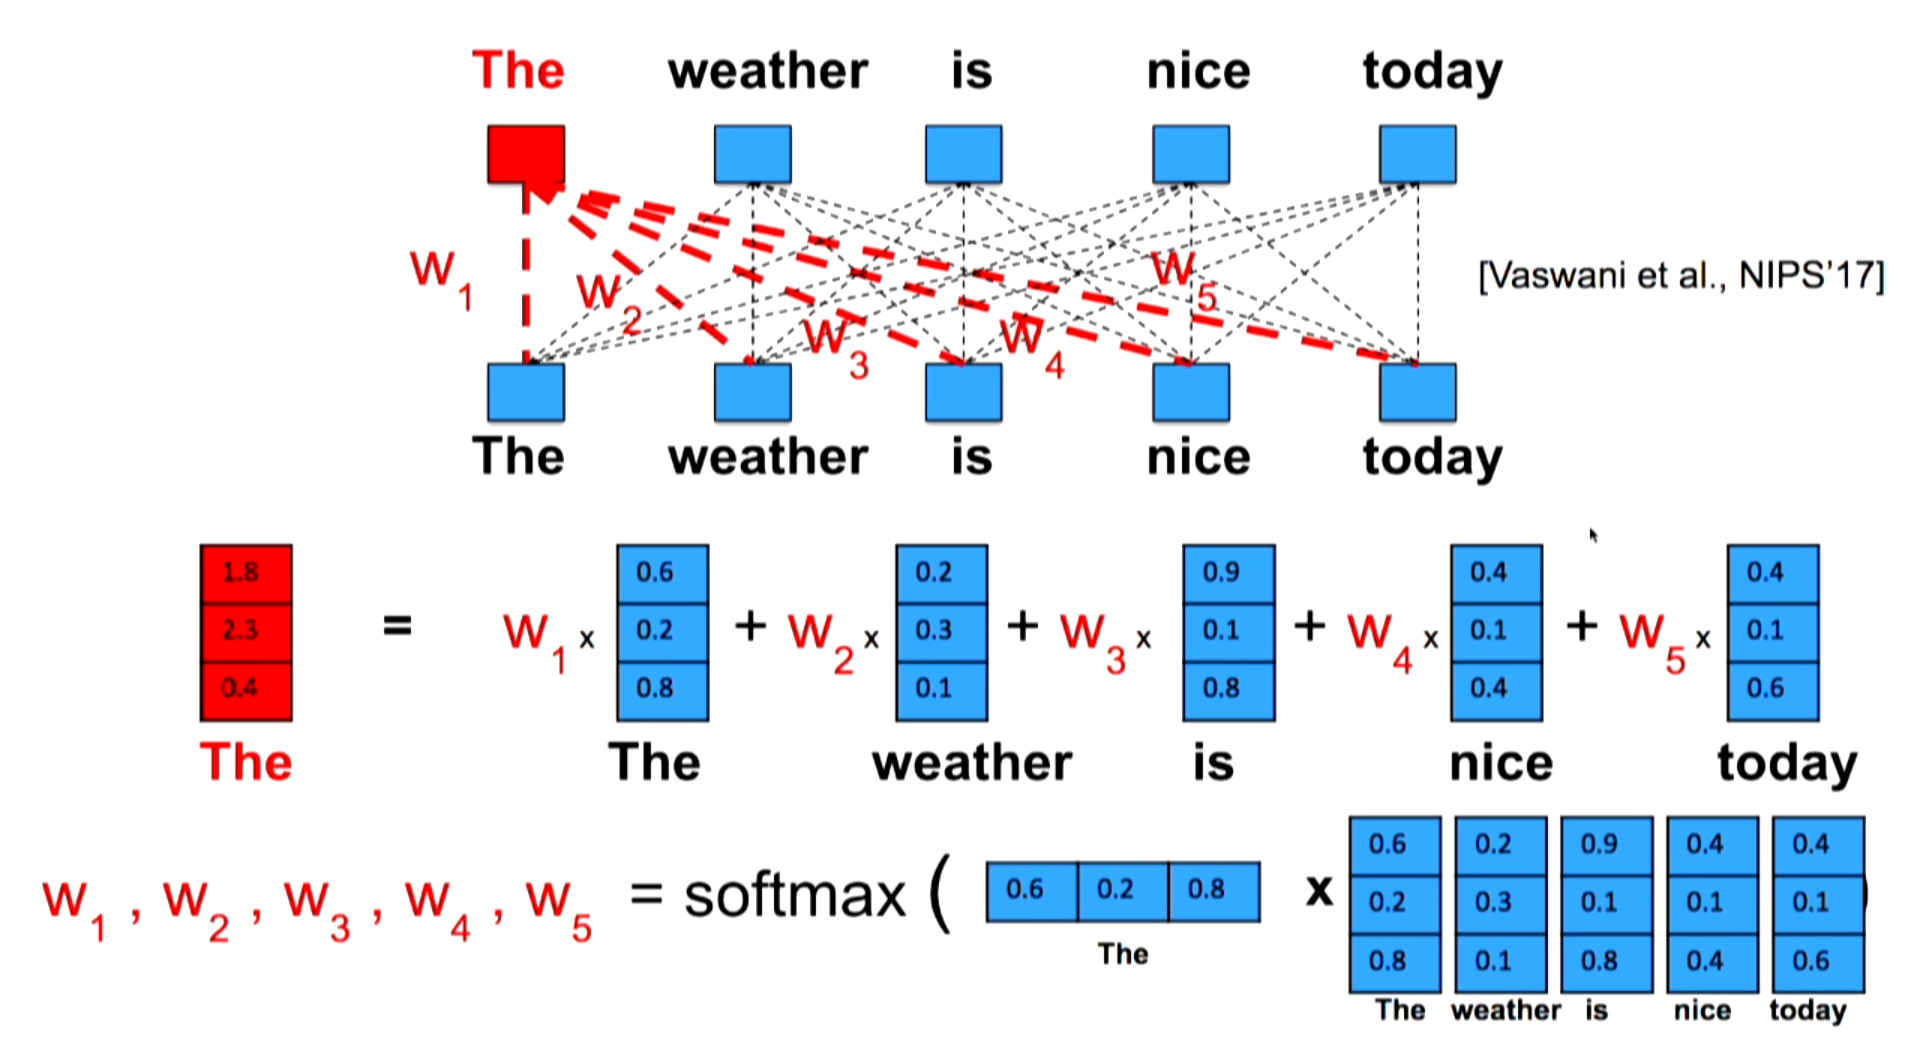 The weather is nice today
W1 W2 W3 W4 W5
[Vaswani et al., NIPS'17]
The weather is nice today
1.8 0.6 0.2 0.9 0.4 0.4
2.3 = W1 x 0.2 + W2 x 0.3 + W3 x 0.1 + W4 x 0.1 + W5 x 0.1
0.4 0.8 0.1 0.8 0.4 0.6
The The weather is nice today
0.6 0.2 0.9 0.4 0.4
W1 , W2 , W3 , W4 , W5 = softmax ( 0.6 0.2 0.8 x 0.2 0.3 0.1 0.1 0.1 )
The
0.8 0.1 0.8 0.4 0.6
The weather is nice today